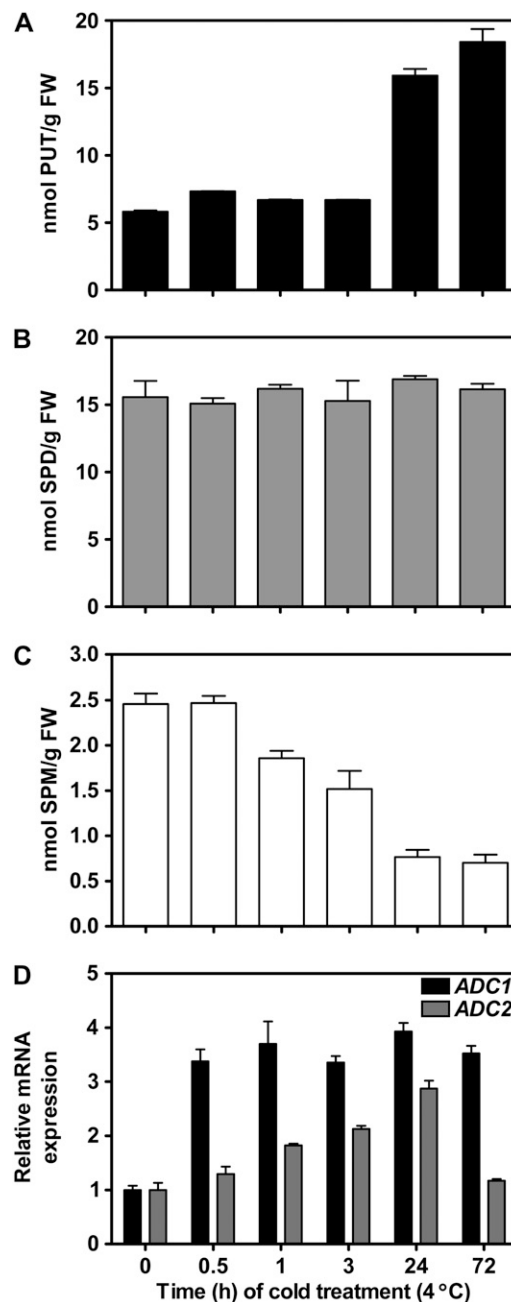 A
nmol PUT/g FW
20
15
10
5
0
B
nmol SPD/g FW
20
15
10
5
0
C
nmol SPM/g FW
3.0
2.5
2.0
1.5
1.0
0.5
0.0
D
Relative mRNA
expression
5
4
3
2
1
0
ADC1
ADC2
0 0.5 1 3 24 72
Time (h) of cold treatment (4 °C)